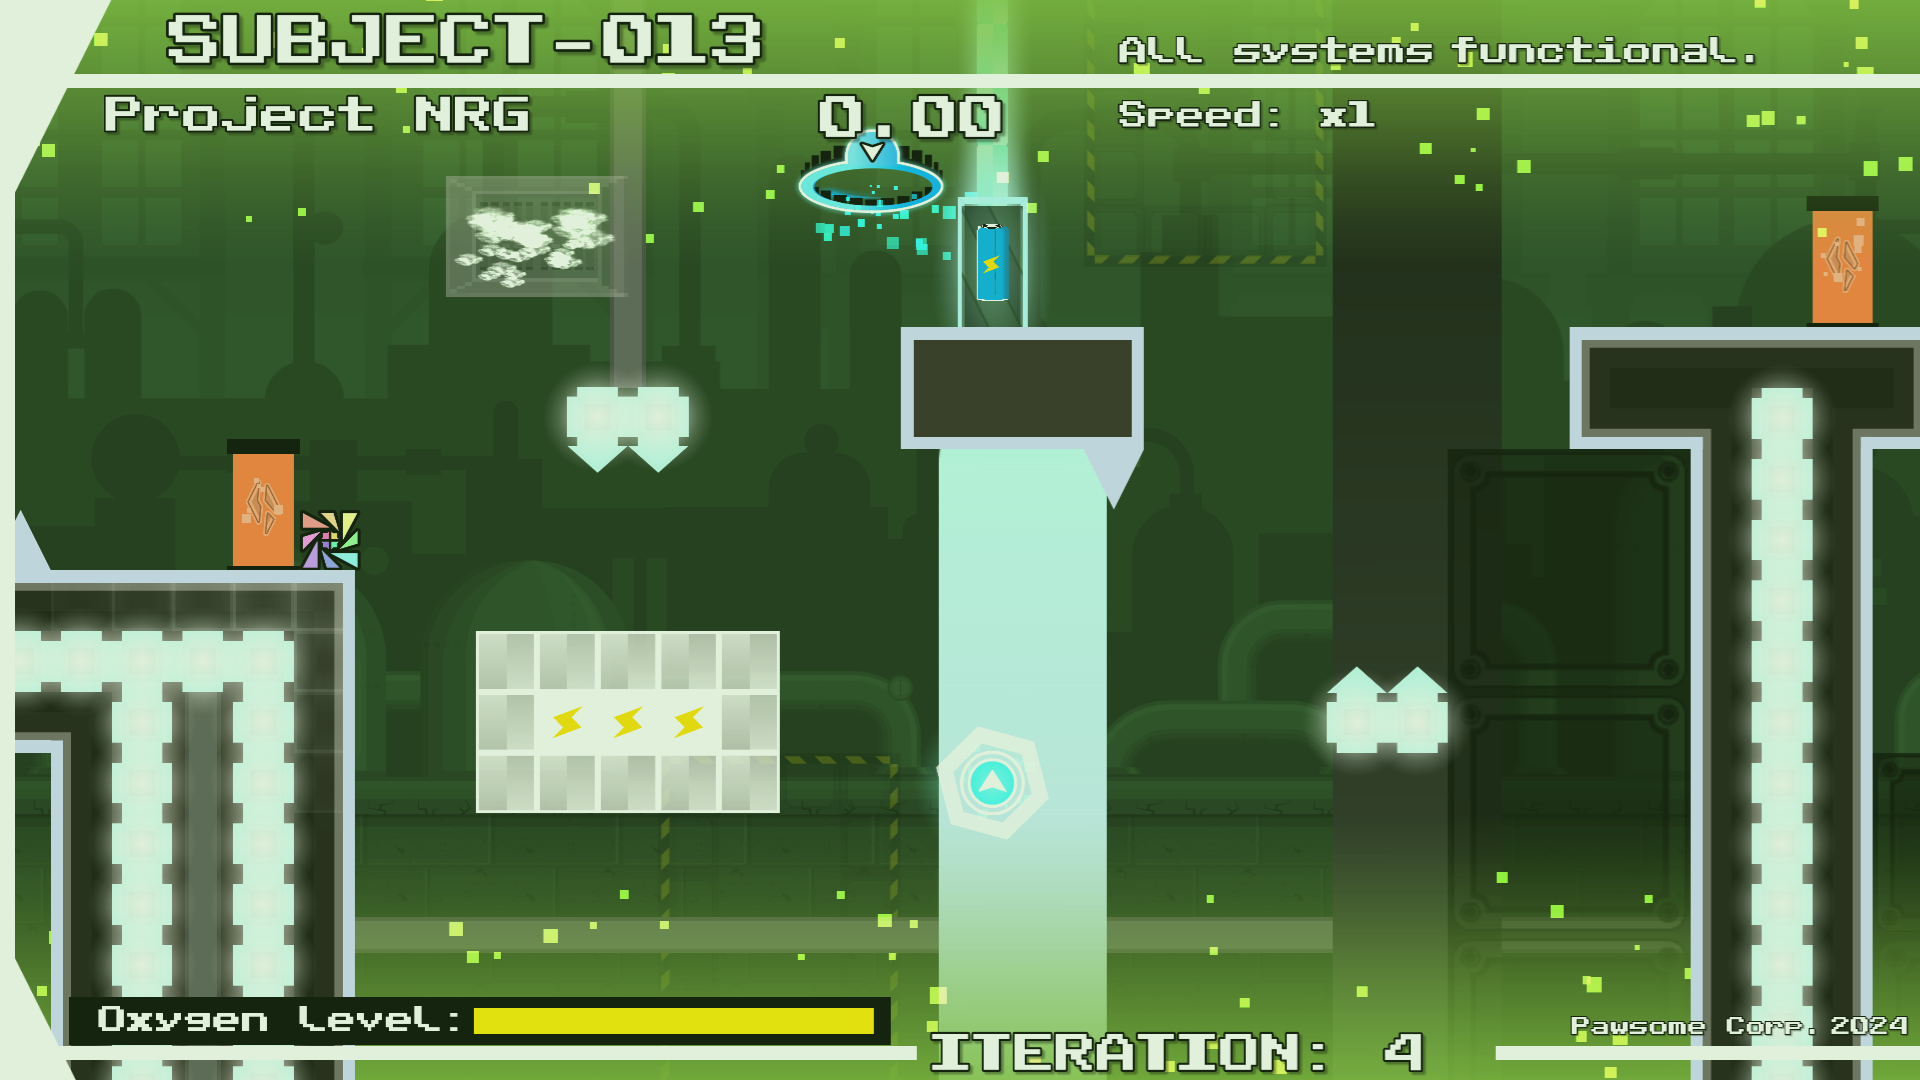 SUBJECT-013
All systems functional.
Project NRG
0.00
Speed: x1
Oxygen Level:
Pawsome Corp. 2024
ITERATION: 4